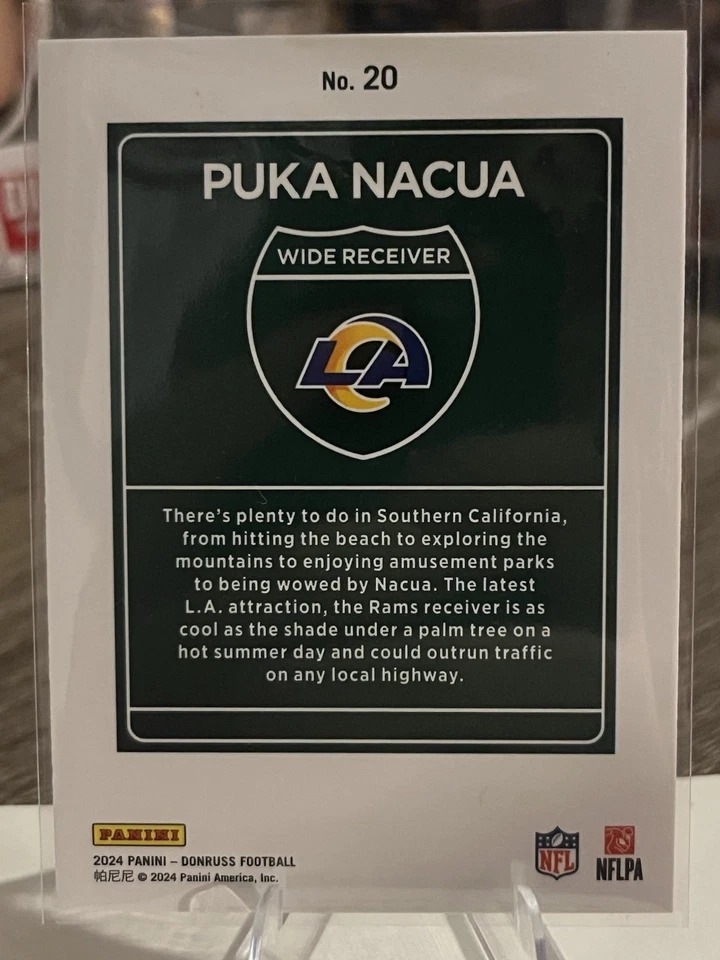 No. 20
PUKA NACUA
WIDE RECEIVER
LA
There's plenty to do in Southern California,
from hitting the beach to exploring the
mountains to enjoying amusement parks
to being wowed by Nacua. The latest
L.A. attraction, the Rams receiver is as
cool as the shade under a palm tree on a
hot summer day and could outrun traffic
on any local highway.
PANINI
2024 PANINI – DONRUSS FOOTBALL
帕尼尼 © 2024 Panini America, Inc.
NFL
NFLPA